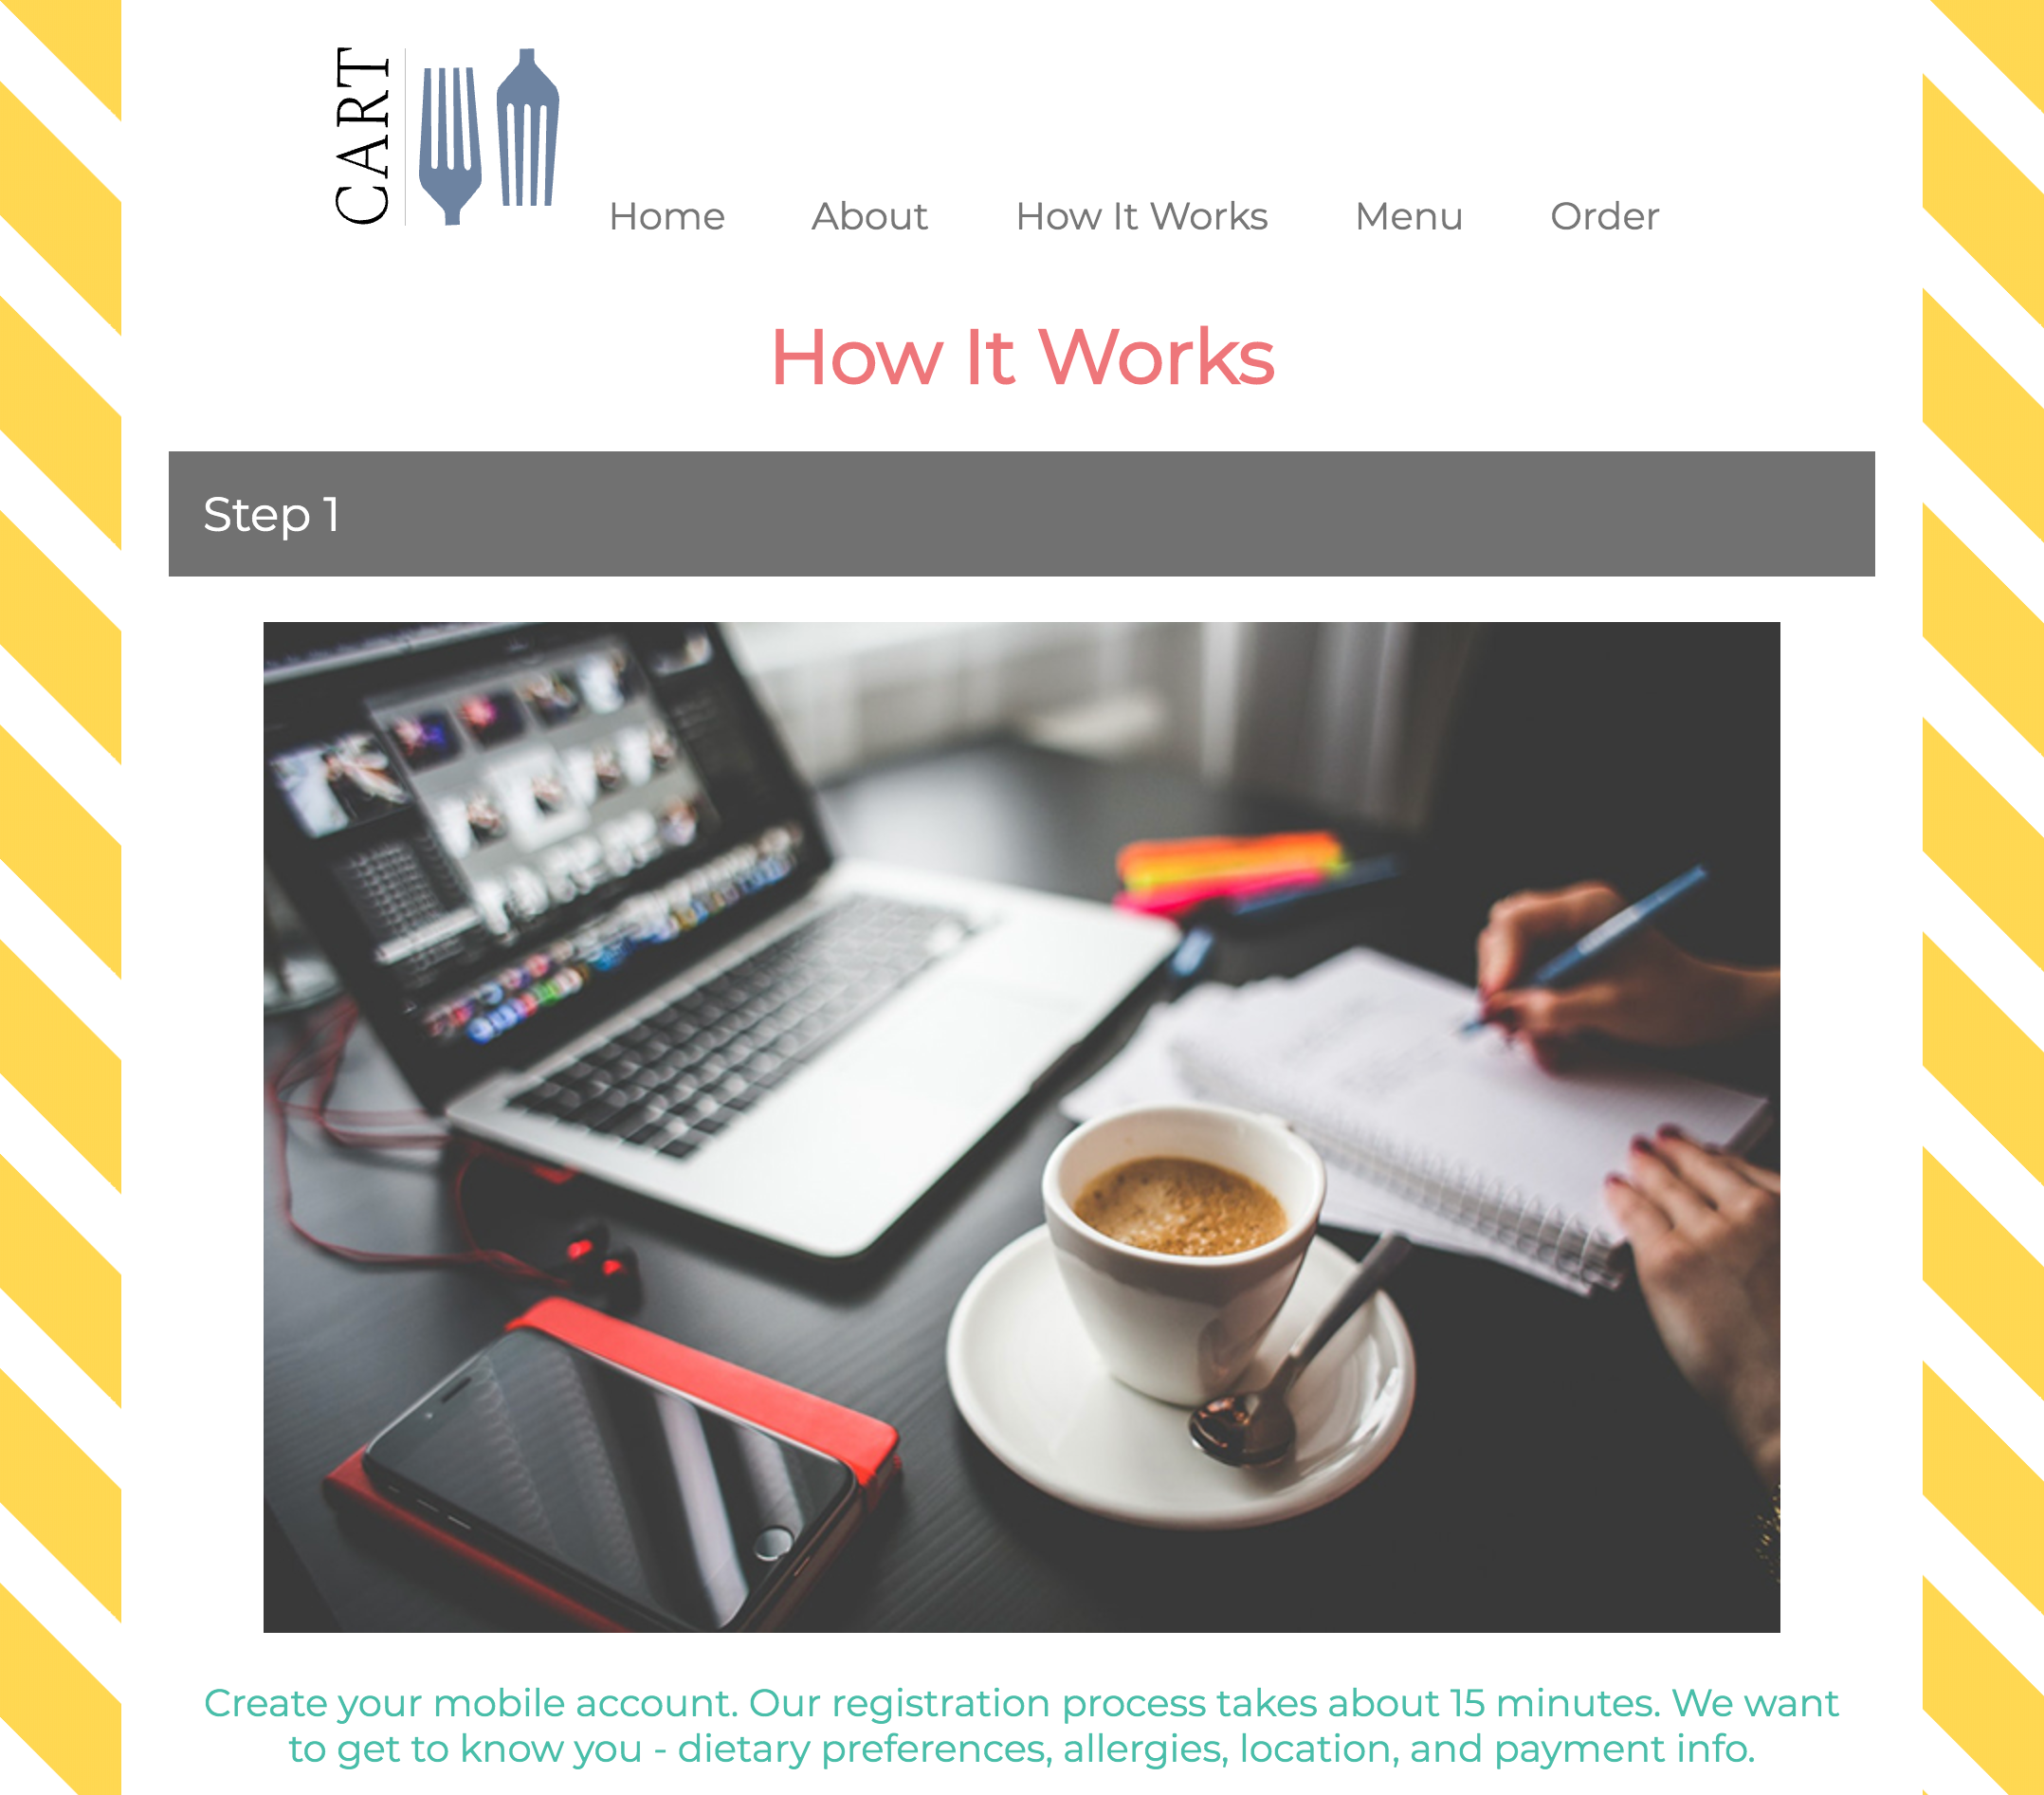 CART
Home About How It Works Menu Order
How It Works
Step 1
Create your mobile account. Our registration process takes about 15 minutes. We want
to get to know you - dietary preferences, allergies, location, and payment info.